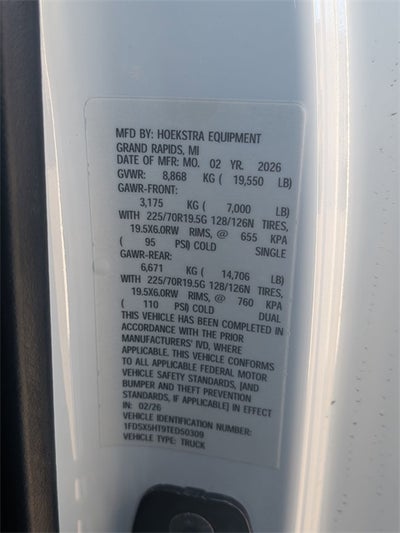 MFD BY: HOEKSTRA EQUIPMENT
GRAND RAPIDS, MI
DATE OF MFR: MO. 02 YR. 2026
GVWR: 8,868 KG ( 19,550 LB)
GAWR-FRONT:
3,175 KG ( 7,000 LB)
WITH 225/70R19.5G 128/126N TIRES,
19.5X6.0RW RIMS, @ 655 KPA
( 95 PSI) COLD SINGLE
GAWR-REAR:
6,671 KG ( 14,706 LB)
WITH 225/70R19.5G 128/126N TIRES,
19.5X6.0RW RIMS, @ 760 KPA
( 110 PSI) COLD DUAL
THIS VEHICLE HAS BEEN COMPLETED IN
ACCORDANCE WITH THE PRIOR
MANUFACTURERS' IVD, WHERE
APPLICABLE. THIS VEHICLE CONFORMS
TO ALL APPLICABLE FEDERAL MOTOR
VEHICLE SAFETY STANDARDS, [AND
BUMPER AND THEFT PREVENTION
STANDARDS, IF APPLICABLE] IN EFFECT
IN: 02/26
VEHICLE IDENTIFICATION NUMBER:
1FD5X5HT9TED50309
VEHICLE TYPE: TRUCK